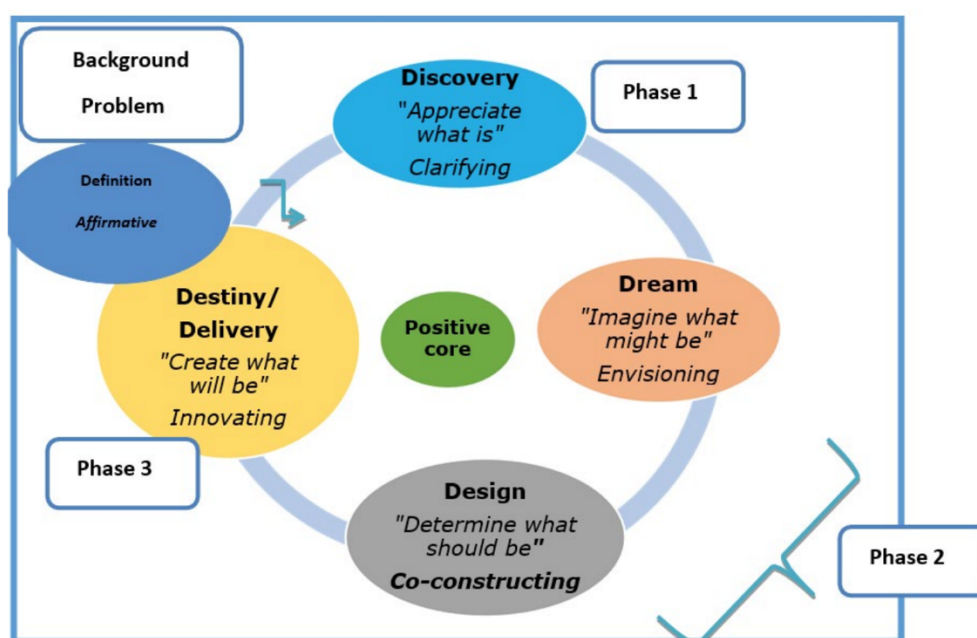 Background
Problem
Definition
Affirmative
Discovery
"Appreciate
what is"
Clarifying
Phase 1
Dream
"Imagine what
might be"
Envisioning
Positive
core
Destiny/
Delivery
"Create what
will be"
Innovating
Phase 3
Design
"Determine what
should be"
Co-constructing
Phase 2